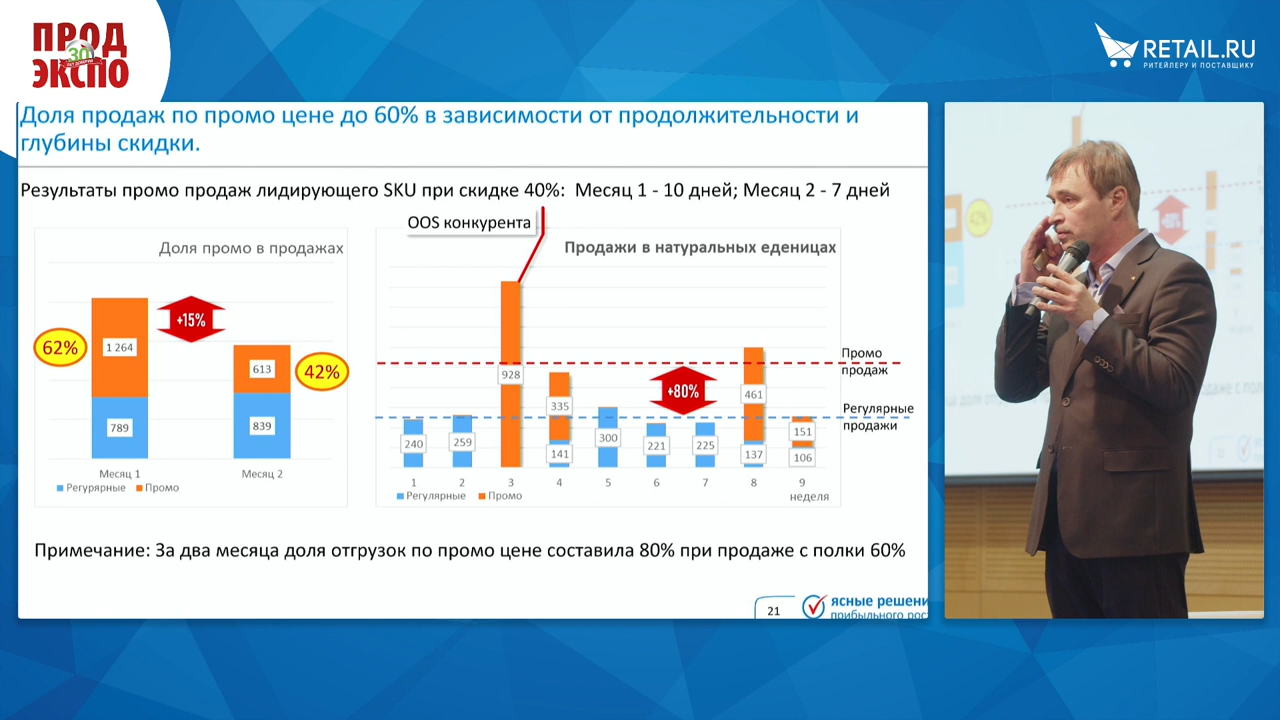 ПРОД
30
ЛЕТ ДОВЕРИЯ
ЭКСПО
RETAIL.RU
РИТЕЙЛЕРУ И ПОСТАВЩИКУ
Доля продаж по промо цене до 60% в зависимости от продолжительности и
глубины скидки.
Результаты промо продаж лидирующего SKU при скидке 40%: Месяц 1 - 10 дней; Месяц 2 - 7 дней
OOS конкурента
Доля промо в продажах
62%
1 264
789
+15%
613
839
42%
Месяц 1
Месяц 2
Регурярные
Промо
Продажи в натуральных еденицах
Промо
продаж
Регулярные
продажи
+80%
240
259
928
335
141
300
221
225
461
137
151
106
1 2 3 4 5 6 7 8 9
неделя
Регулярные
Промо
Примечание: За два месяца доля отгрузок по промо цене составила 80% при продаже с полки 60%
21
ясные решени
прибыльного рос
42%